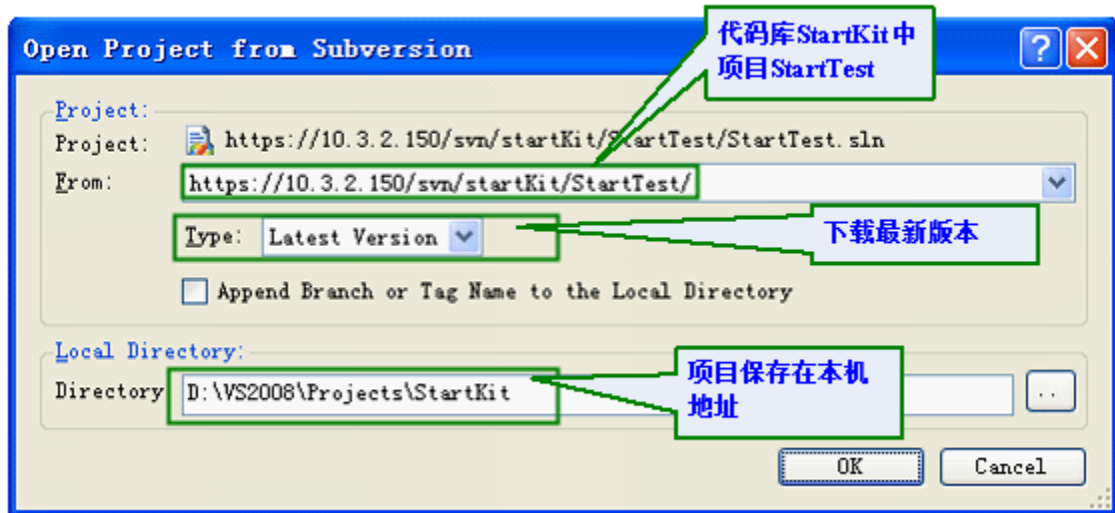 Open Project from Subversion
代码库StartKit中
项目StartTest
Project:
Project: https://10.3.2.150/svn/startKit/StartTest/StartTest.sln
From: https://10.3.2.150/svn/startKit/StartTest/
Type: Latest Version
下载最新版本
Append Branch or Tag Name to the Local Directory
Local Directory:
项目保存在本机
地址
Directory D:\VS2008\Projects\StartKit
..
OK Cancel